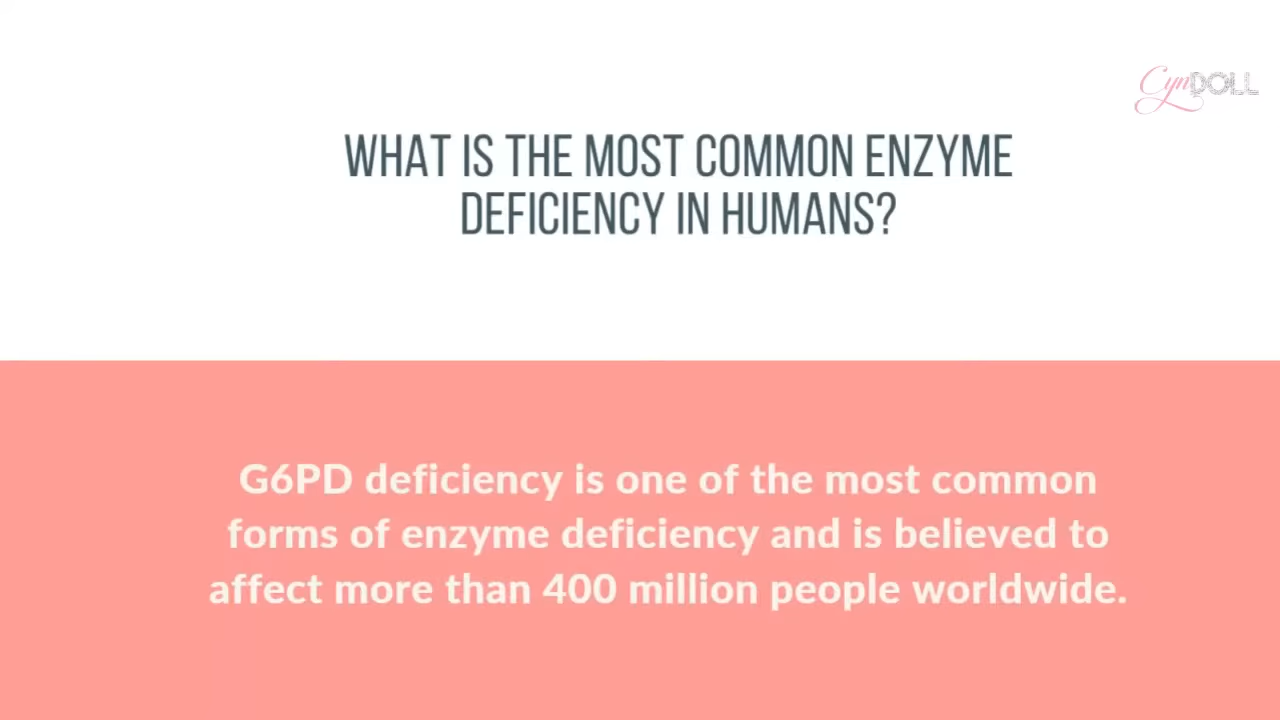 CynDOLL
WHAT IS THE MOST COMMON ENZYME
DEFICIENCY IN HUMANS?
G6PD deficiency is one of the most common
forms of enzyme deficiency and is believed to
affect more than 400 million people worldwide.